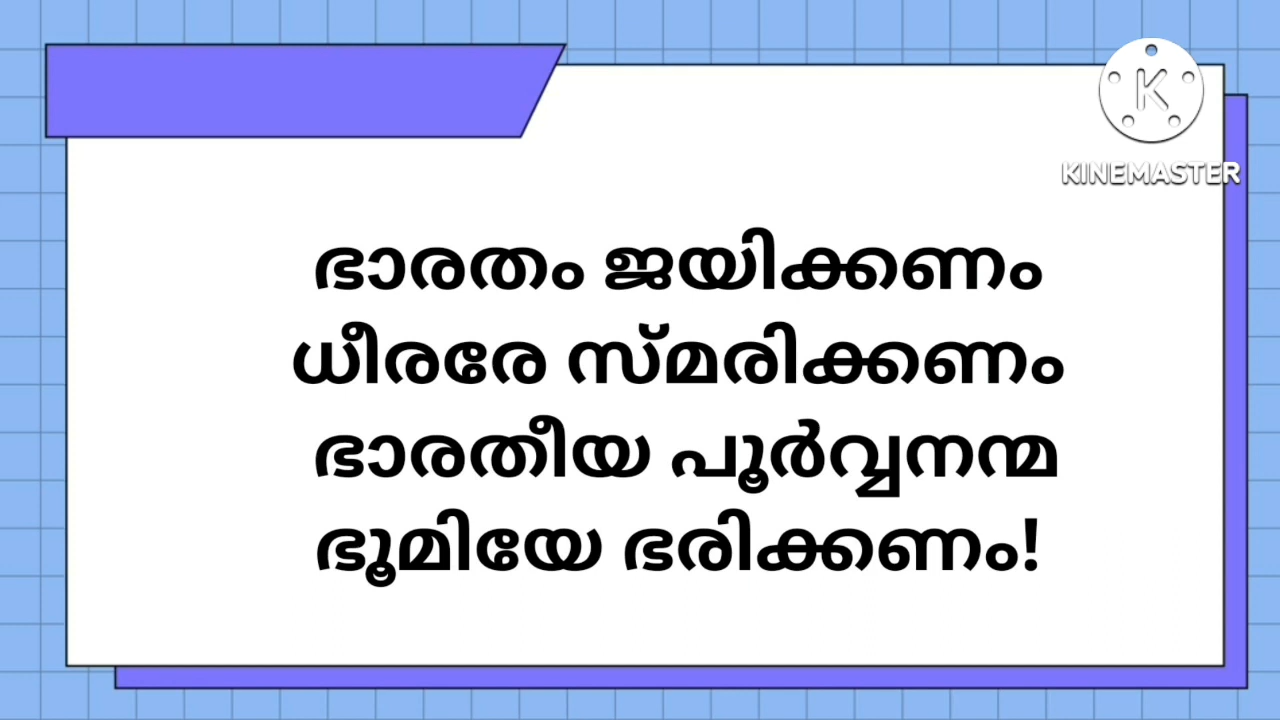 K
KINEMASTER
ഭാരതം ജയിക്കണം
ധീരരേ സ്മരിക്കണം
ഭാരതീയ പൂർവ്വനന്മ
ഭൂമിയേ ഭരിക്കണം!